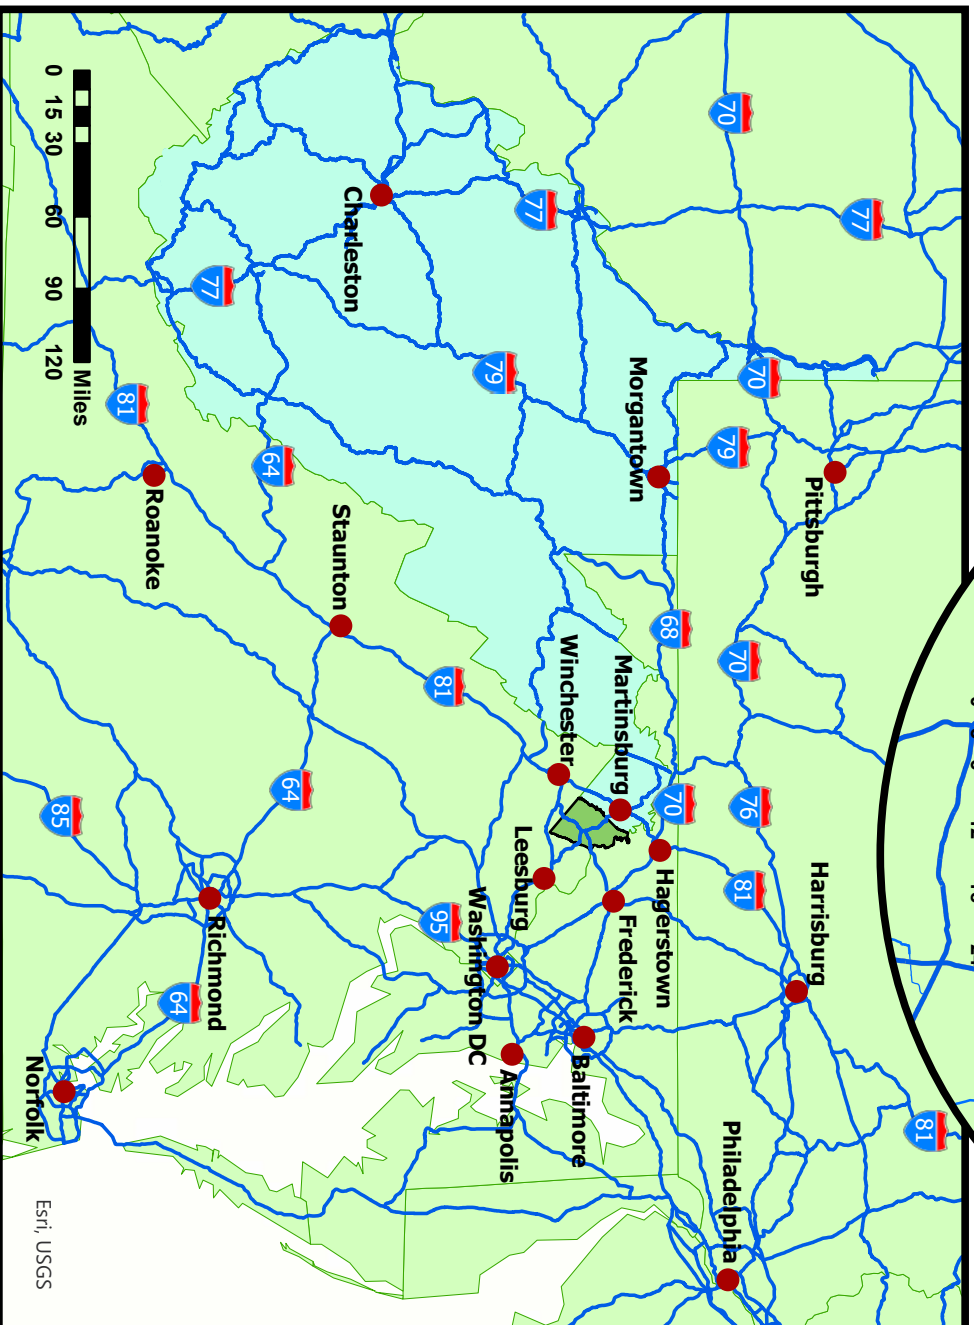 81
77
Harrisburg
Pittsburgh
70
76
81
70
70
79
Philadelphia
70
68
Hagerstown
Morgantown
Frederick
Martinsburg
Baltimore
Winchester
77
Leesburg
Annapolis
79
Washington DC
81
95
Charleston
Staunton
64
64
Richmond
77
64
Roanoke
81
Miles
85
0 15 30 60 90 120
Esri, USGS
Norfolk